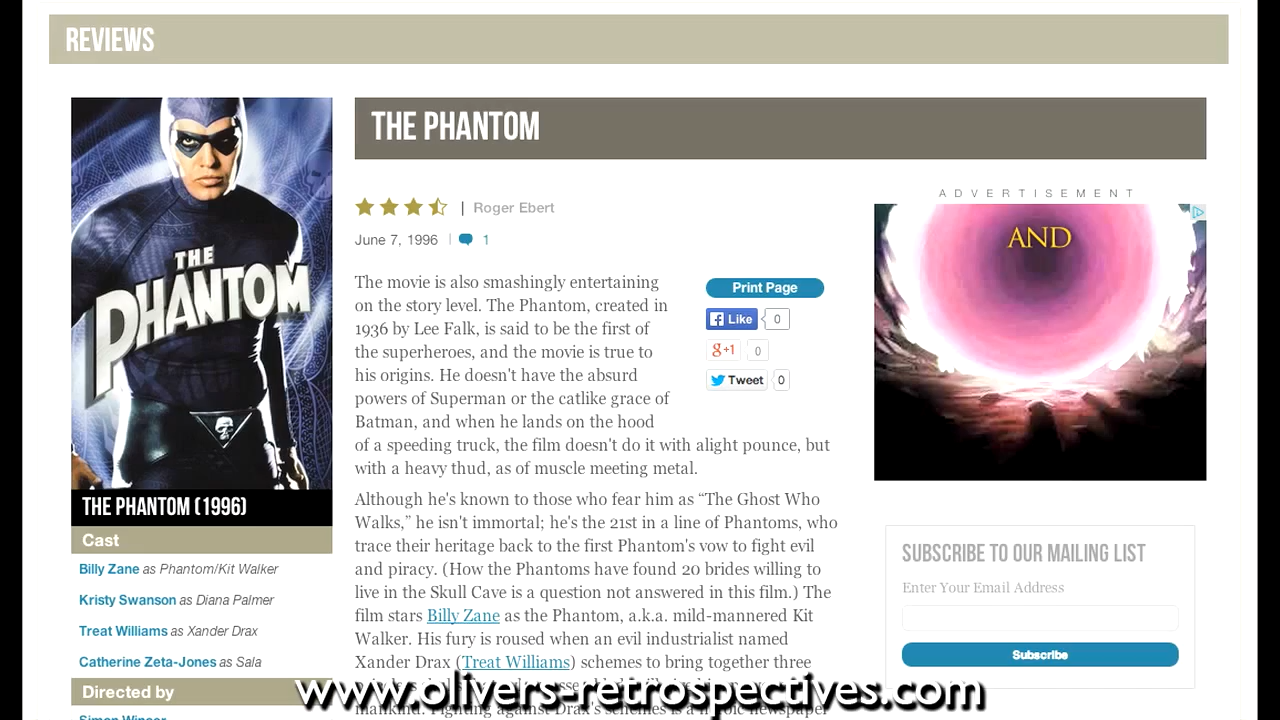 REVIEWS
THE PHANTOM
THE
PHANTOM
THE PHANTOM (1996)
Cast
Billy Zane as Phantom/Kit Walker
Kristy Swanson as Diana Palmer
Treat Williams as Xander Drax
Catherine Zeta-Jones as Sala
Directed by
| Roger Ebert
June 7, 1996 | 1
The movie is also smashingly entertaining
on the story level. The Phantom, created in
1936 by Lee Falk, is said to be the first of
the superheroes, and the movie is true to
his origins. He doesn't have the absurd
powers of Superman or the catlike grace of
Batman, and when he lands on the hood
of a speeding truck, the film doesn't do it with alight pounce, but
with a heavy thud, as of muscle meeting metal.
Although he's known to those who fear him as “The Ghost Who
Walks,” he isn't immortal; he's the 21st in a line of Phantoms, who
trace their heritage back to the first Phantom's vow to fight evil
and piracy. (How the Phantoms have found 20 brides willing to
live in the Skull Cave is a question not answered in this film.) The
film stars Billy Zane as the Phantom, a.k.a. mild-mannered Kit
Walker. His fury is roused when an evil industrialist named
Xander Drax (Treat Williams) schemes to bring together three
mankind. Fighting against Drax's schemes is a newspaper
Print Page
Like 0
g+1 0
Tweet 0
ADVERTISEMENT
AND
SUBSCRIBE TO OUR MAILING LIST
Enter Your Email Address
Subscribe
www.olivers-retrospectives.com